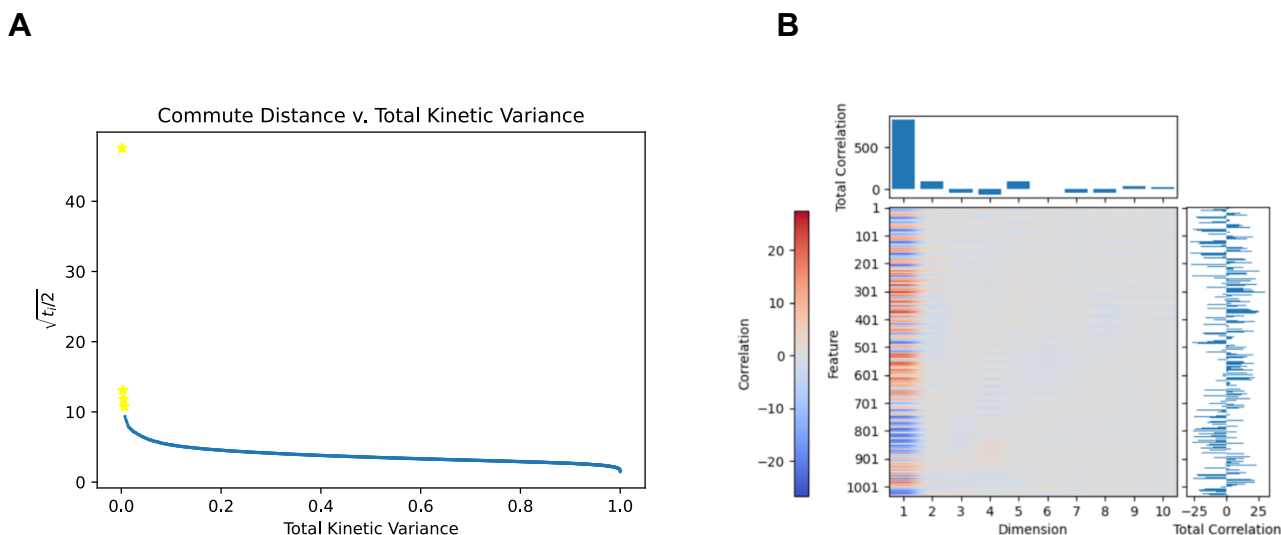 A
B
Commute Distance v. Total Kinetic Variance
√tᵢ/2
40
30
20
10
0
0.0 0.2 0.4 0.6 0.8 1.0
Total Kinetic Variance
Total Correlation
500
0
Correlation
20
10
0
−10
−20
Feature
1
101
201
301
401
501
601
701
801
901
1001
1 2 3 4 5 6 7 8 9 10
Dimension
−25 0 25
Total Correlation